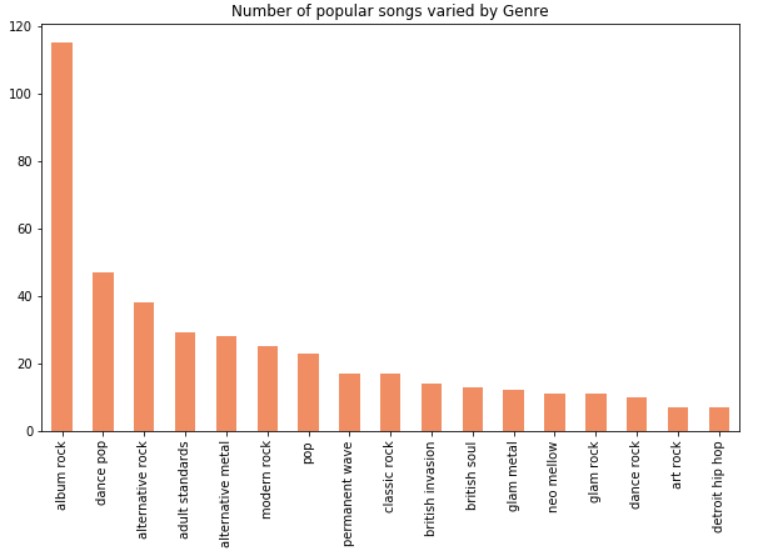 Number of popular songs varied by Genre
120
100
80
60
40
20
0
album rock
dance pop
alternative rock
adult standards
alternative metal
modern rock
pop
permanent wave
classic rock
british invasion
british soul
glam metal
neo mellow
glam rock
dance rock
art rock
detroit hip hop